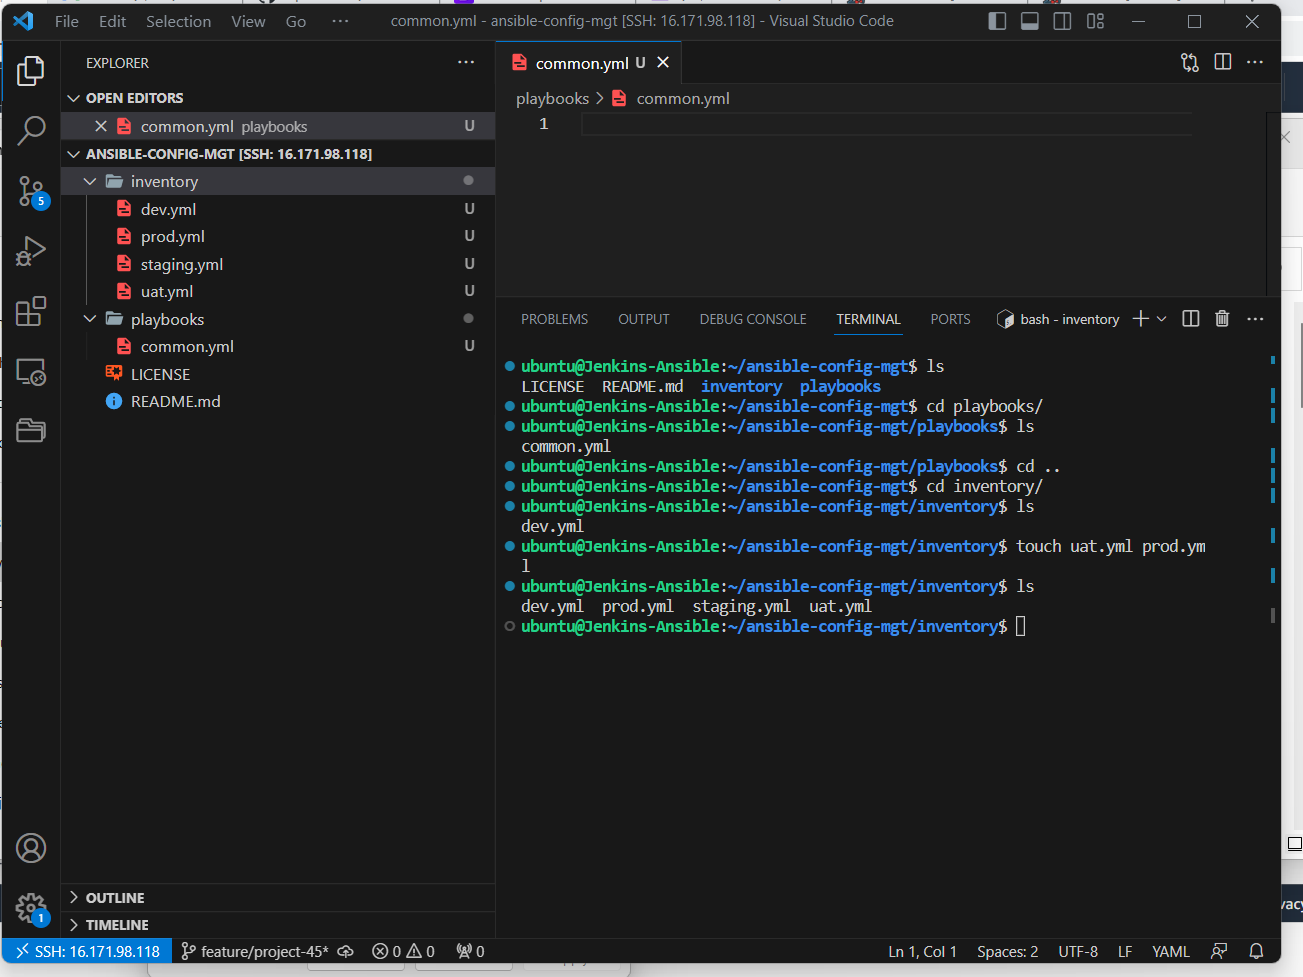 File Edit Selection View Go ··· common.yml - ansible-config-mgt [SSH: 16.171.98.118] - Visual Studio Code
EXPLORER
OPEN EDITORS
common.yml playbooks U
ANSIBLE-CONFIG-MGT [SSH: 16.171.98.118]
inventory
dev.yml U
prod.yml U
staging.yml U
uat.yml U
playbooks
common.yml U
LICENSE
README.md
OUTLINE
TIMELINE
5
1
common.yml U
playbooks > common.yml
1
PROBLEMS OUTPUT DEBUG CONSOLE TERMINAL PORTS bash - inventory
ubuntu@Jenkins-Ansible:~/ansible-config-mgt$ ls
LICENSE README.md inventory playbooks
ubuntu@Jenkins-Ansible:~/ansible-config-mgt$ cd playbooks/
ubuntu@Jenkins-Ansible:~/ansible-config-mgt/playbooks$ ls
common.yml
ubuntu@Jenkins-Ansible:~/ansible-config-mgt/playbooks$ cd ..
ubuntu@Jenkins-Ansible:~/ansible-config-mgt$ cd inventory/
ubuntu@Jenkins-Ansible:~/ansible-config-mgt/inventory$ ls
dev.yml
ubuntu@Jenkins-Ansible:~/ansible-config-mgt/inventory$ touch uat.yml prod.ym
l
ubuntu@Jenkins-Ansible:~/ansible-config-mgt/inventory$ ls
dev.yml prod.yml staging.yml uat.yml
ubuntu@Jenkins-Ansible:~/ansible-config-mgt/inventory$
SSH: 16.171.98.118 feature/project-45* 0 0 0 Ln 1, Col 1 Spaces: 2 UTF-8 LF YAML